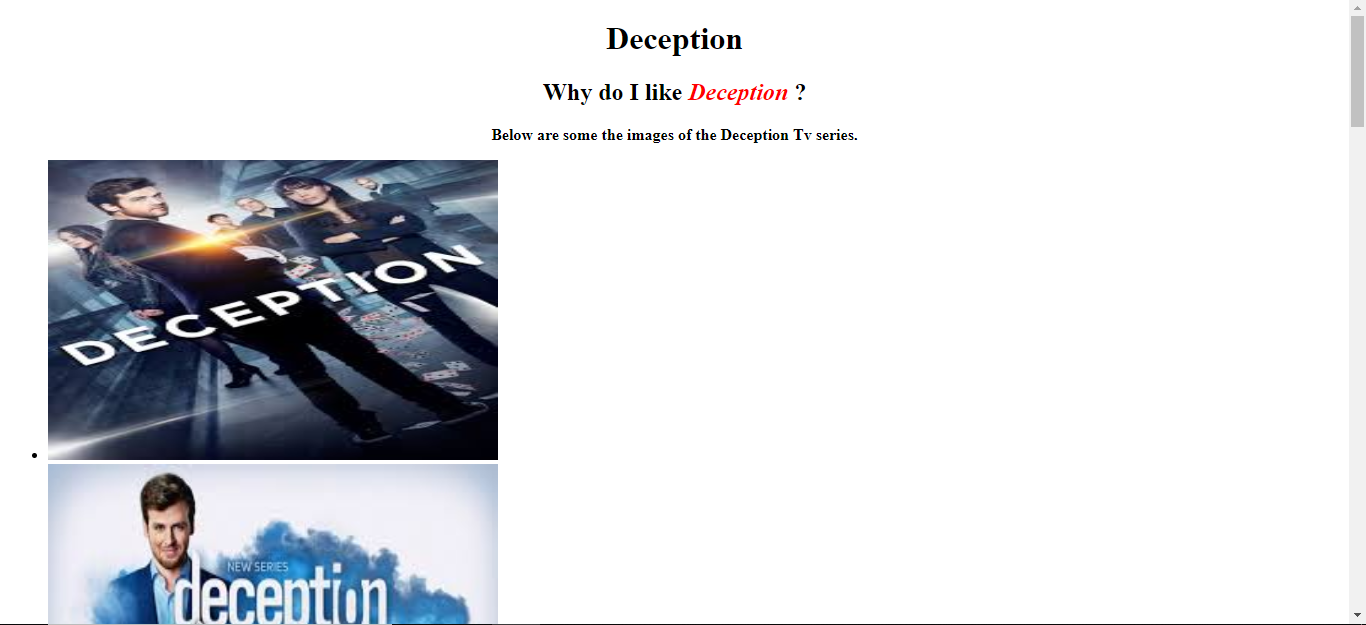 Deception
Why do I like Deception ?
Below are some the images of the Deception Tv series.
DECEPTION
NEW SERIES
deception